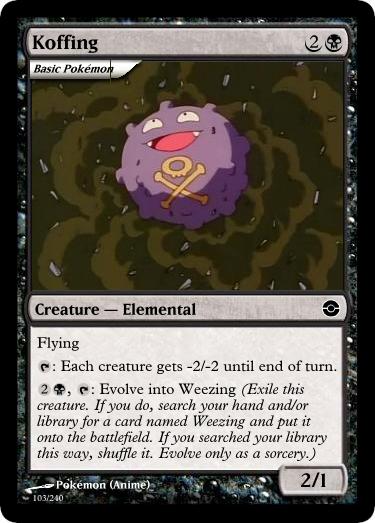 Koffing 2
Basic Pokémon
Creature — Elemental
Flying
: Each creature gets -2/-2 until end of turn.
2 , : Evolve into Weezing (Exile this
creature. If you do, search your hand and/or
library for a card named Weezing and put it
onto the battlefield. If you searched your library
this way, shuffle it. Evolve only as a sorcery.)
Pokémon (Anime)
2/1
103/240